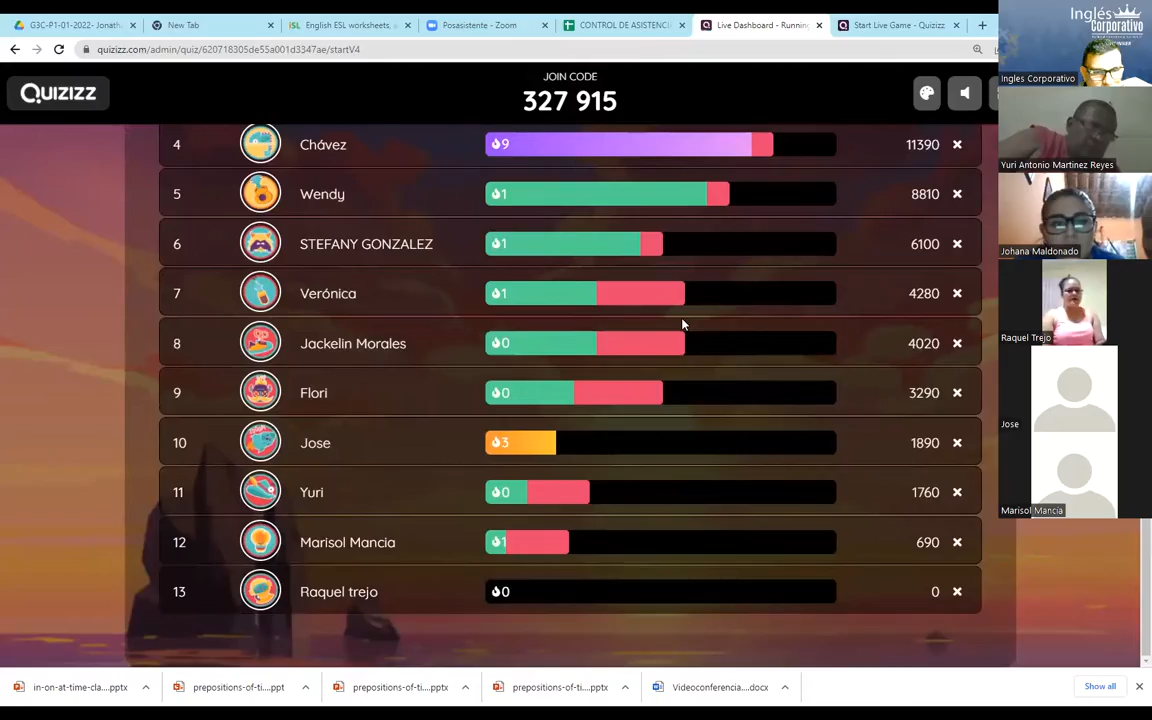 G3C-P1-01-2022- Jonath
New Tab
iSL English ESL worksheets, a
Posasistente - Zoom
CONTROL DE ASISTENCI
Live Dashboard - Runnin
Start Live Game - Quizizz
quizizz.com/admin/quiz/620718305de55a001d3347ae/startV4
Quizizz
JOIN CODE
327 915
4 Chávez 9 11390
5 Wendy 1 8810
6 STEFANY GONZALEZ 1 6100
7 Verónica 1 4280
8 Jackelin Morales 0 4020
9 Flori 0 3290
10 Jose 3 1890
11 Yuri 0 1760
12 Marisol Mancia 1 690
13 Raquel trejo 0 0
Inglés
Corporativo
Ingles Corporativo
Yuri Antonio Martinez Reyes
Johana Maldonado
Raquel Trejo
Jose
Marisol Mancía
in-on-at-time-cla....pptx
prepositions-of-ti....ppt
prepositions-of-ti....pptx
prepositions-of-ti....pptx
Videoconferencia....docx
Show all